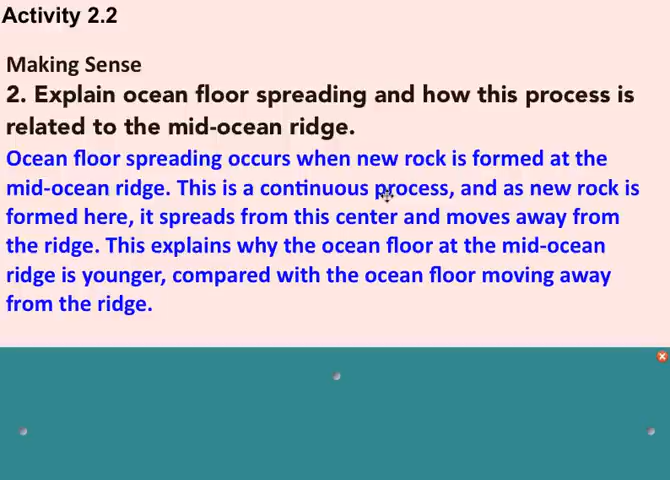 Activity 2.2
Making Sense
2. Explain ocean floor spreading and how this process is
related to the mid-ocean ridge.
Ocean floor spreading occurs when new rock is formed at the
mid-ocean ridge. This is a continuous process, and as new rock is
formed here, it spreads from this center and moves away from
the ridge. This explains why the ocean floor at the mid-ocean
ridge is younger, compared with the ocean floor moving away
from the ridge.